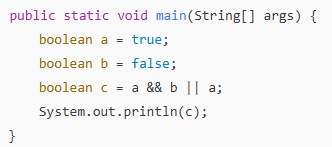 public static void main(String[] args) {
    boolean a = true;
    boolean b = false;
    boolean c = a && b || a;
    System.out.println(c);
}